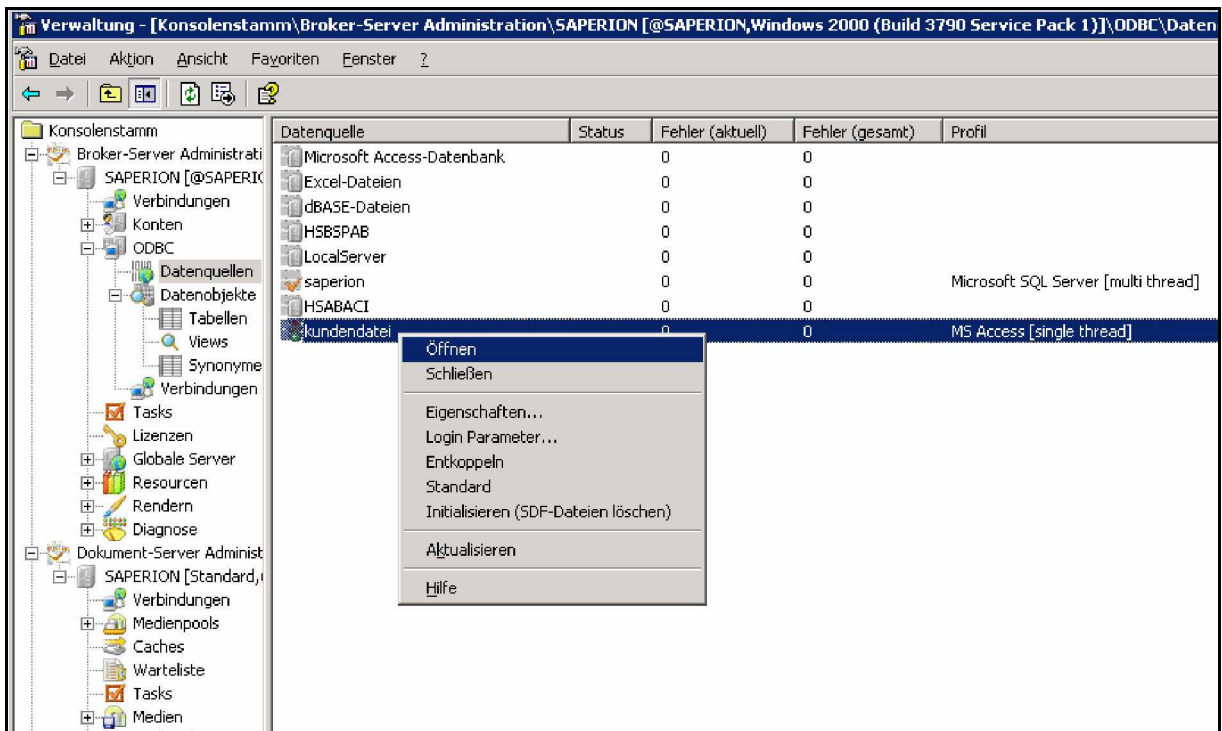 Verwaltung - [Konsolenstamm\Broker-Server Administration\SAPERION [@SAPERION,Windows 2000 (Build 3790 Service Pack 1)]\ODBC\Daten
Datei Aktion Ansicht Favoriten Fenster ?
Konsolenstamm
Broker-Server Administrati
SAPERION [@SAPERIO
Verbindungen
Konten
ODBC
Datenquellen
Datenobjekte
Tabellen
Views
Synonyme
Verbindungen
Tasks
Lizenzen
Globale Server
Resourcen
Rendern
Diagnose
Dokument-Server Administ
SAPERION [Standard,
Verbindungen
Medienpools
Caches
Warteliste
Tasks
Medien
Datenquelle Status Fehler (aktuell) Fehler (gesamt) Profil
Microsoft Access-Datenbank 0 0
Excel-Dateien 0 0
dBASE-Dateien 0 0
HSBSPAB 0 0
LocalServer 0 0
saperion 0 0 Microsoft SQL Server [multi thread]
HSABACI 0 0
kundendatei 0 0 MS Access [single thread]
Öffnen
Schließen
Eigenschaften...
Login Parameter...
Entkoppeln
Standard
Initialisieren (SDF-Dateien löschen)
Aktualisieren
Hilfe